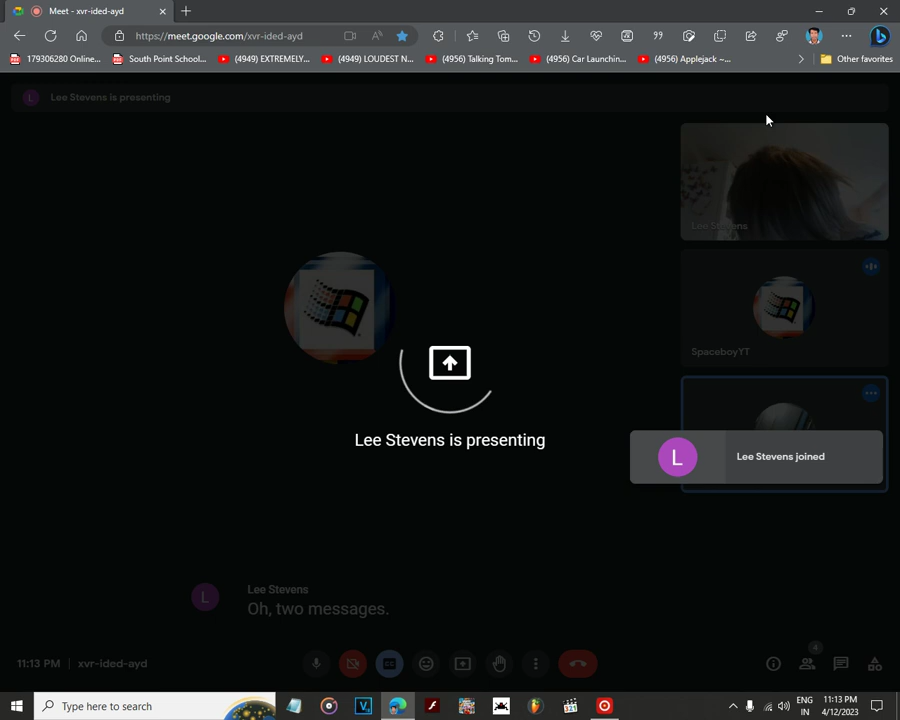 Meet - xvr-ided-ayd
https://meet.google.com/xvr-ided-ayd
179306280 Online...
South Point School...
(4949) EXTREMELY...
(4949) LOUDEST N...
(4956) Talking Tom...
(4956) Car Launchin...
(4956) Applejack ~...
Other favorites
L
Lee Stevens is presenting
Lee Stevens
SpaceboyYT
Lee Stevens is presenting
L
Lee Stevens joined
L
Lee Stevens
Oh, two messages.
11:13 PM | xvr-ided-ayd
4
Type here to search
ENG
IN
11:13 PM
4/12/2023